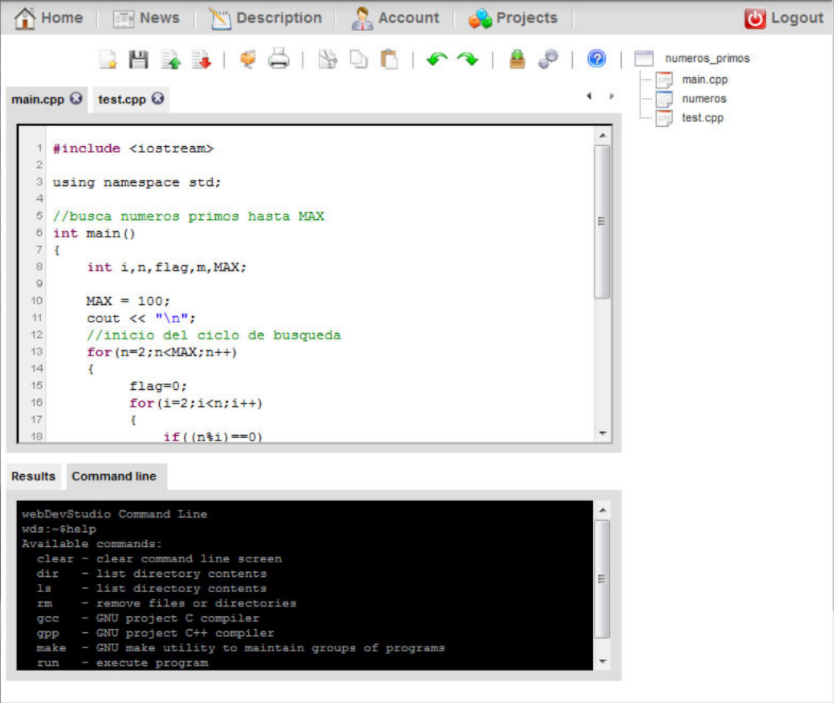 Home News Description Account Projects Logout
numeros_primos
main.cpp
numeros
test.cpp
main.cpp test.cpp
1 #include <iostream>
2
3 using namespace std;
4
5 //busca numeros primos hasta MAX
6 int main()
7 {
8 int i,n,flag,m,MAX;
9
10 MAX = 100;
11 cout << "\n";
12 //inicio del ciclo de busqueda
13 for(n=2;n<MAX;n++)
14 {
15 flag=0;
16 for(i=2;i<n;i++)
17 {
18 if((n%i)==0)
Results Command line
webDevStudio Command Line
wds:~$help
Available commands:
clear - clear command line screen
dir - list directory contents
ls - list directory contents
rm - remove files or directories
gcc - GNU project C compiler
gpp - GNU project C++ compiler
make - GNU make utility to maintain groups of programs
run - execute program